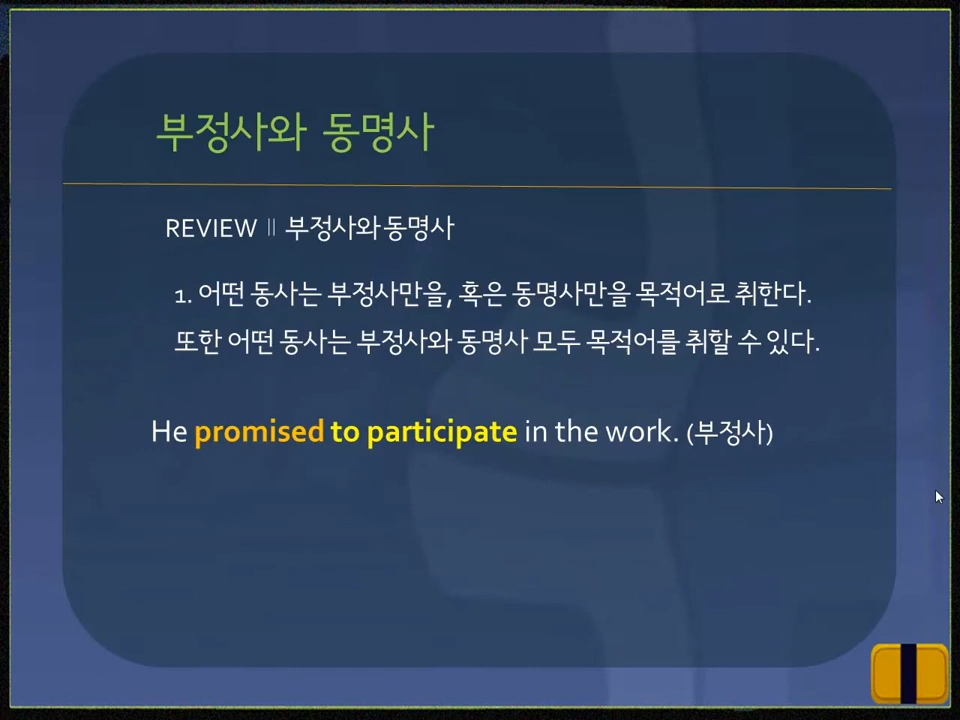 부정사와 동명사
REVIEW || 부정사와 동명사
1. 어떤 동사는 부정사만을, 혹은 동명사만을 목적어로 취한다.
또한 어떤 동사는 부정사와 동명사 모두 목적어를 취할 수 있다.
He promised to participate in the work. (부정사)